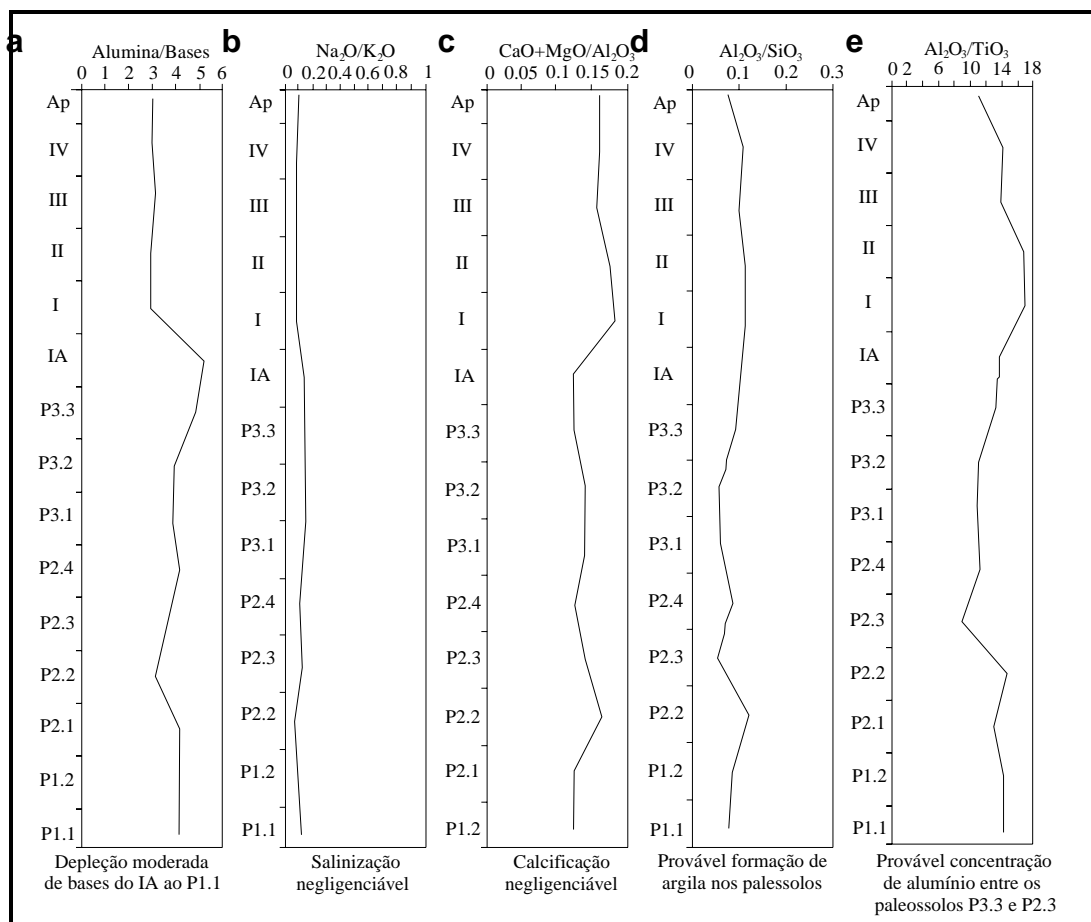 a
Alumina/Bases
0 1 2 3 4 5 6
Ap
IV
III
II
I
IA
P3.3
P3.2
P3.1
P2.4
P2.3
P2.2
P2.1
P1.2
P1.1
Depleção moderada
de bases do IA ao P1.1
b
Na₂O/K₂O
0 0.20 0.4 0.6 0.8 1
Ap
IV
III
II
I
IA
P3.3
P3.2
P3.1
P2.4
P2.3
P2.2
P1.2
P1.1
Salinização
negligenciável
c
CaO+MgO/Al₂O₃
0 0.05 0.1 0.15 0.2
Ap
IV
III
II
I
IA
P3.3
P3.2
P3.1
P2.4
P2.3
P2.2
P2.1
P1.2
Calcificação
negligenciável
d
Al₂O₃/SiO₃
0 0.1 0.2 0.3
Ap
IV
III
II
I
IA
P3.3
P3.2
P3.1
P2.4
P2.3
P2.2
P1.2
P1.1
Provável formação de
argila nos palessolos
e
Al₂O₃/TiO₃
0 2 6 8 10 14 18
Ap
IV
III
II
I
IA
P3.3
P3.2
P3.1
P2.4
P2.3
P2.2
P2.1
P1.2
P1.1
Provável concentração
de alumínio entre os
paleossolos P3.3 e P2.3